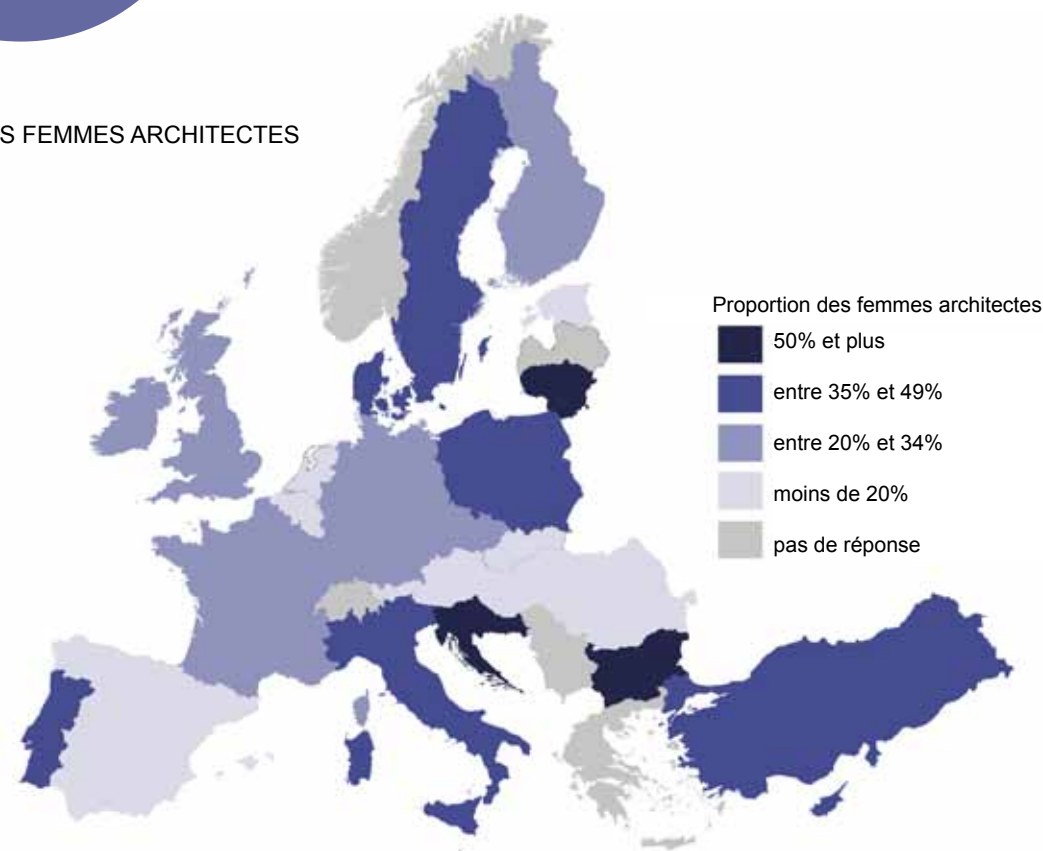 S FEMMES ARCHITECTES
Proportion des femmes architectes
50% et plus
entre 35% et 49%
entre 20% et 34%
moins de 20%
pas de réponse